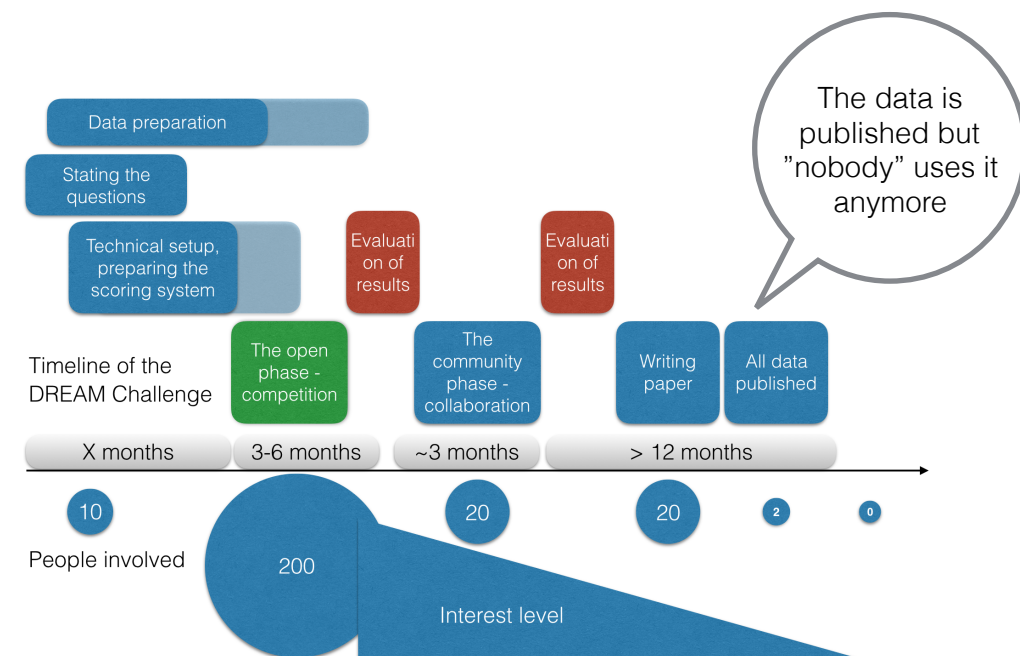 The data is
published but
”nobody” uses it
anymore
Data preparation
Stating the
questions
Technical setup,
preparing the
scoring system
Evaluati
on of
results
Evaluati
on of
results
Timeline of the
DREAM Challenge
The open
phase -
competition
The
community
phase -
collaboration
Writing
paper
All data
published
X months
3-6 months
~3 months
> 12 months
10
200
20
20
2
0
People involved
Interest level